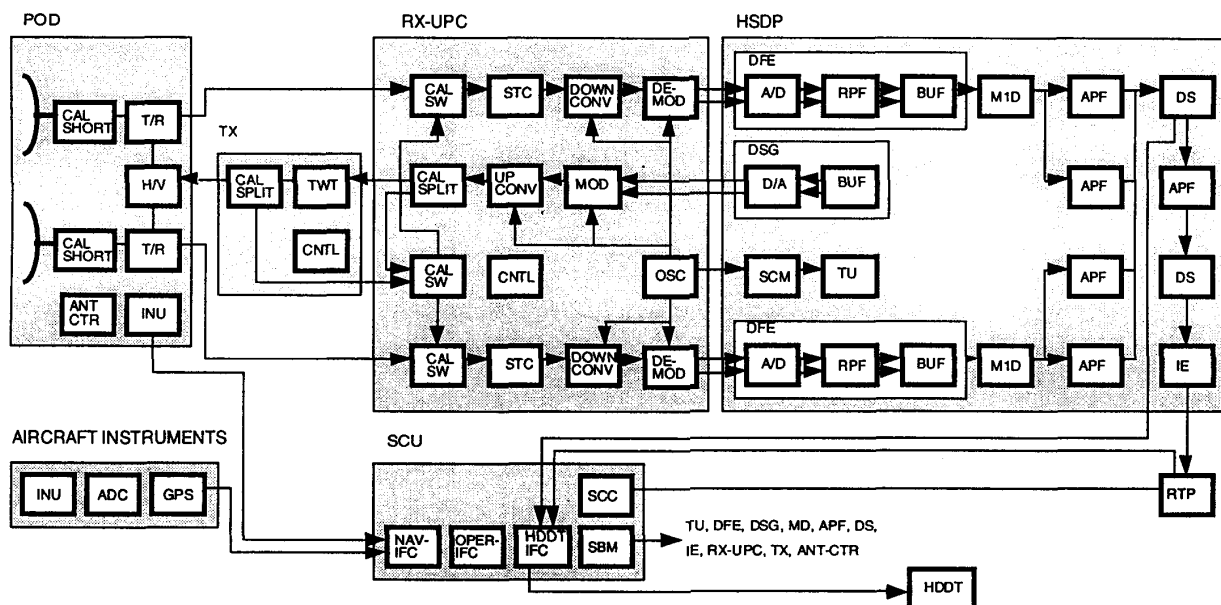 POD
RX-UPC
HSDP
CAL
SHORT
T/R
H/V
CAL
SHORT
T/R
ANT
CTR
INU
TX
CAL
SPLIT
TWT
CNTL
CAL
SW
STC
DOWN
CONV
DE-
MOD
CAL
SPLIT
UP
CONV
MOD
CAL
SW
CNTL
OSC
CAL
SW
STC
DOWN
CONV
DE-
MOD
DFE
A/D
RPF
BUF
M1D
APF
DS
DSG
D/A
BUF
APF
APF
SCM
TU
APF
DS
DFE
A/D
RPF
BUF
M1D
APF
IE
AIRCRAFT INSTRUMENTS
INU
ADC
GPS
SCU
SCC
NAV-
IFC
OPER-
IFC
HDDT
IFC
SBM
TU, DFE, DSG, MD, APF, DS,
IE, RX-UPC, TX, ANT-CTR
RTP
HDDT